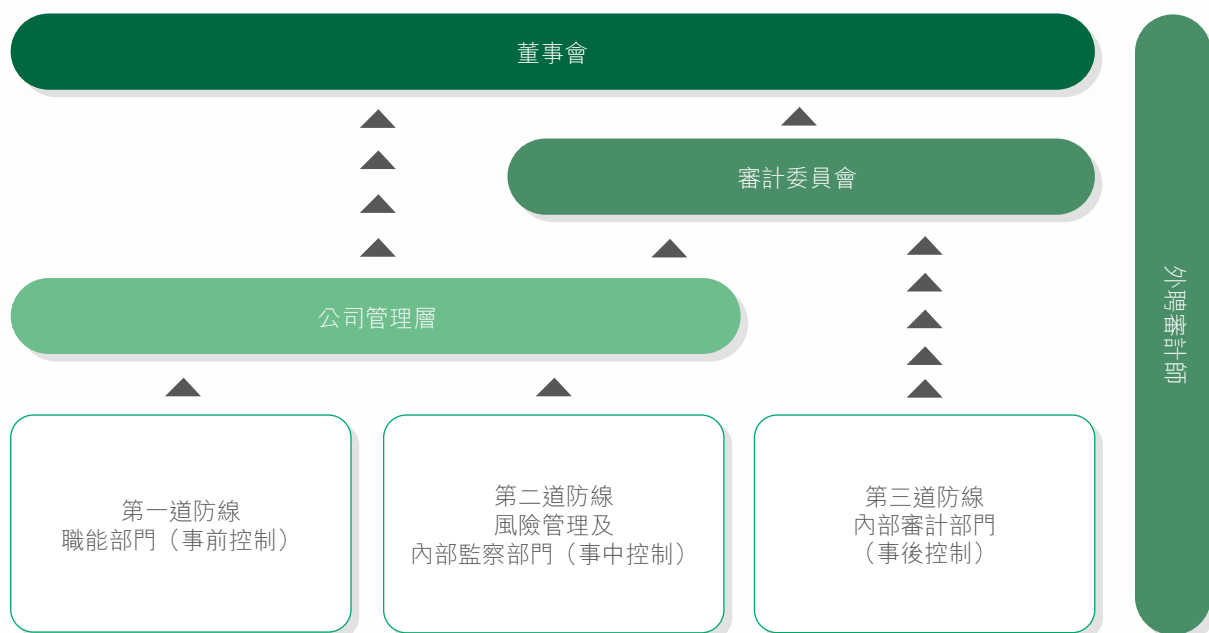 董事會
審計委員會
公司管理層
第一道防線
職能部門（事前控制）
第二道防線
風險管理及
內部監察部門（事中控制）
第三道防線
內部審計部門
（事後控制）
外聘審計師